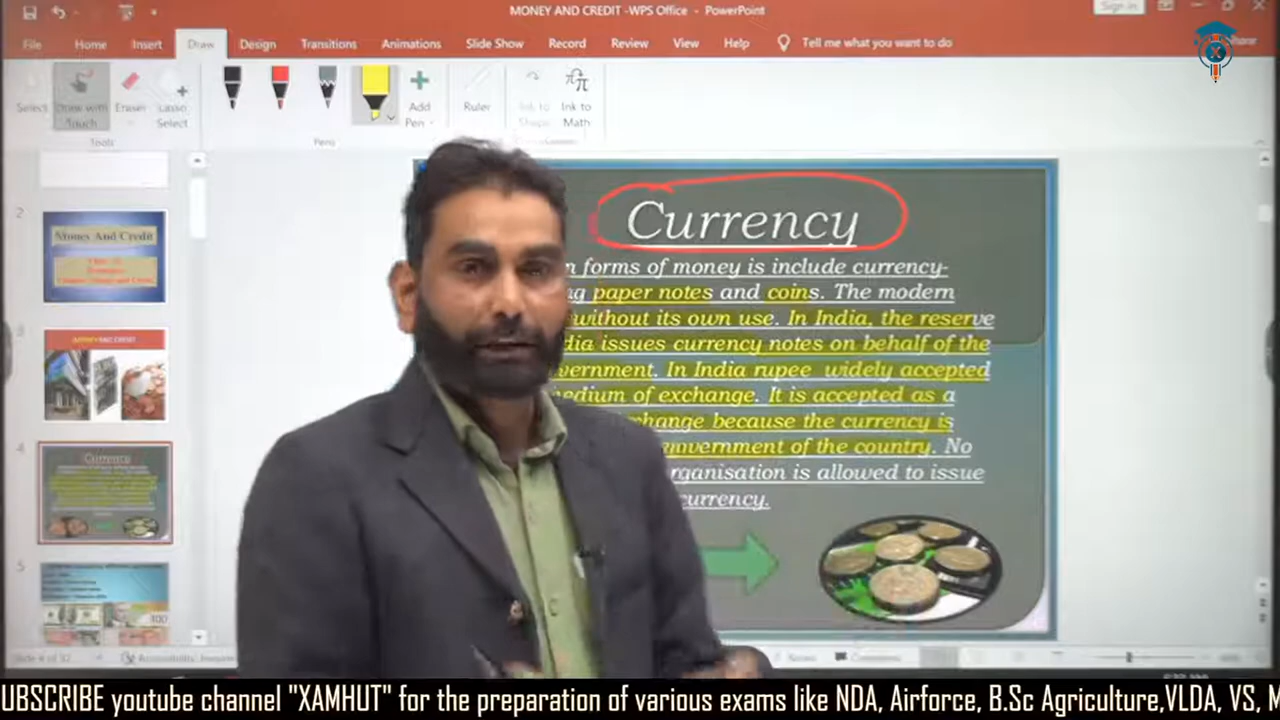 MONEY AND CREDIT -WPS Office - PowerPoint
Sign in
File Home Insert Draw Design Transitions Animations Slide Show Record Review View Help Tell me what you want to do
Select Draw with Touch Eraser Lasso Select Add Pen Ruler Ink to Shape Ink to Math
Tools Pens
2
Money And Credit
4
5
Currency
forms of money is include currency-
paper notes and coins. The modern
without its own use. In India, the reserve
issues currency notes on behalf of the
In India rupee widely accepted
of exchange. It is accepted as a
because the currency is
government of the country. No
is allowed to issue
currency.
UBSCRIBE youtube channel "XAMHUT" for the preparation of various exams like NDA, Airforce, B.Sc Agriculture,VLDA, VS, M